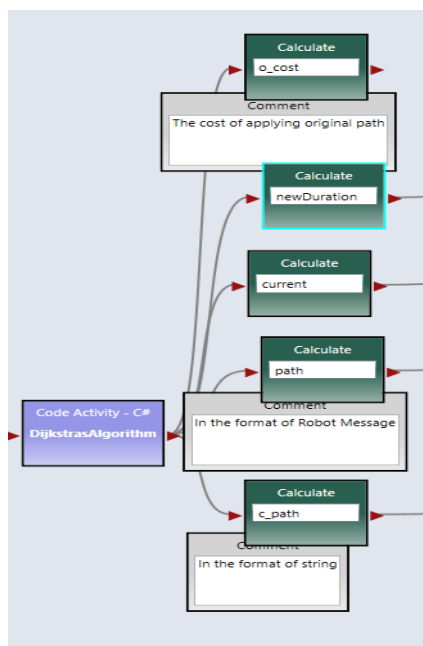 Calculate
o_cost
Comment
The cost of applying original path
Calculate
newDuration
Calculate
current
Calculate
path
Comment
In the format of Robot Message
Code Activity - C#
DijkstrasAlgorithm
Calculate
c_path
Comment
In the format of string